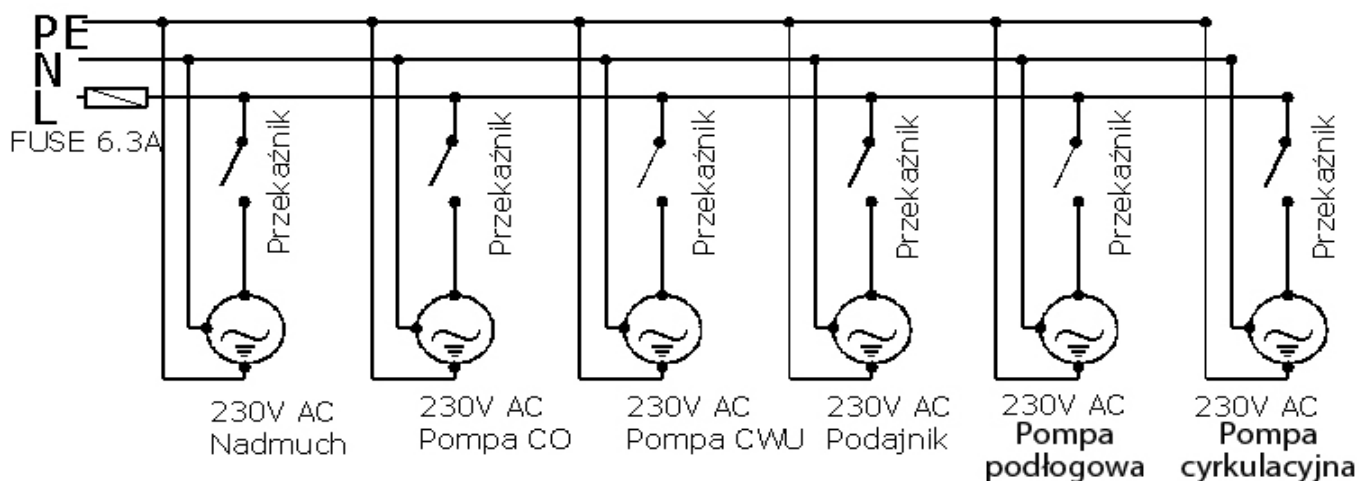 PE
N
L
FUSE 6.3A
Przekaźnik
Przekaźnik
Przekaźnik
Przekaźnik
Przekaźnik
Przekaźnik
230V AC
Nadmuch
230V AC
Pompa CO
230V AC
Pompa CWU
230V AC
Podajnik
230V AC
Pompa
podłogowa
230V AC
Pompa
cyrkulacyjna